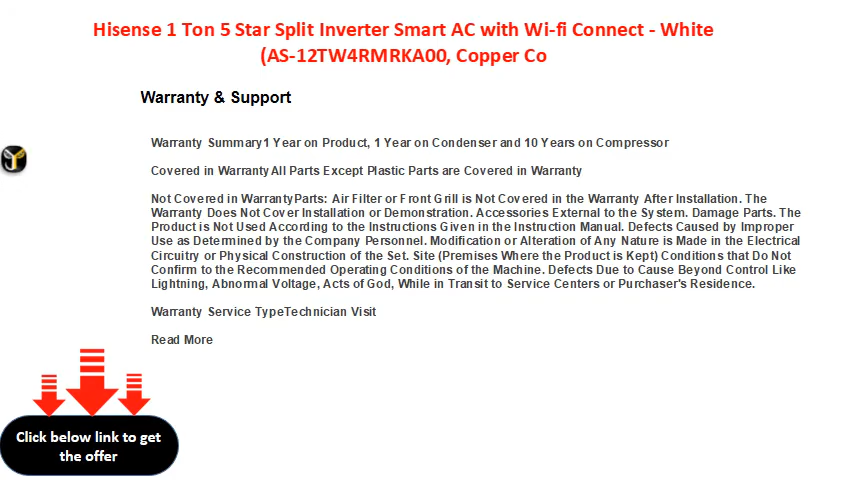 Hisense 1 Ton 5 Star Split Inverter Smart AC with Wi-fi Connect - White
(AS-12TW4RMRKA00, Copper Co
Warranty & Support
Warranty Summary1 Year on Product, 1 Year on Condenser and 10 Years on Compressor
Covered in WarrantyAll Parts Except Plastic Parts are Covered in Warranty
Not Covered in WarrantyParts: Air Filter or Front Grill is Not Covered in the Warranty After Installation. The
Warranty Does Not Cover Installation or Demonstration. Accessories External to the System. Damage Parts. The
Product is Not Used According to the Instructions Given in the Instruction Manual. Defects Caused by Improper
Use as Determined by the Company Personnel. Modification or Alteration of Any Nature is Made in the Electrical
Circuitry or Physical Construction of the Set. Site (Premises Where the Product is Kept) Conditions that Do Not
Confirm to the Recommended Operating Conditions of the Machine. Defects Due to Cause Beyond Control Like
Lightning, Abnormal Voltage, Acts of God, While in Transit to Service Centers or Purchaser's Residence.
Warranty Service TypeTechnician Visit
Read More
Click below link to get
the offer